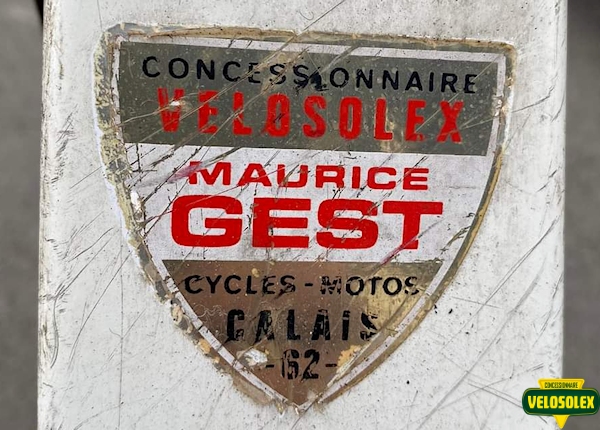 CONCESSIONNAIRE
VELOSOLEX
MAURICE
GEST
CYCLES - MOTOS
CALAIS
-62-
CONCESSIONNAIRE
VELOSOLEX